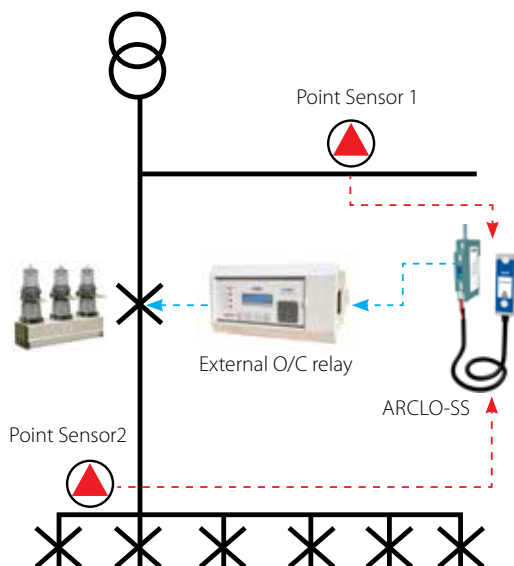 Point Sensor 1
External O/C relay
ARCLO-SS
Point Sensor2